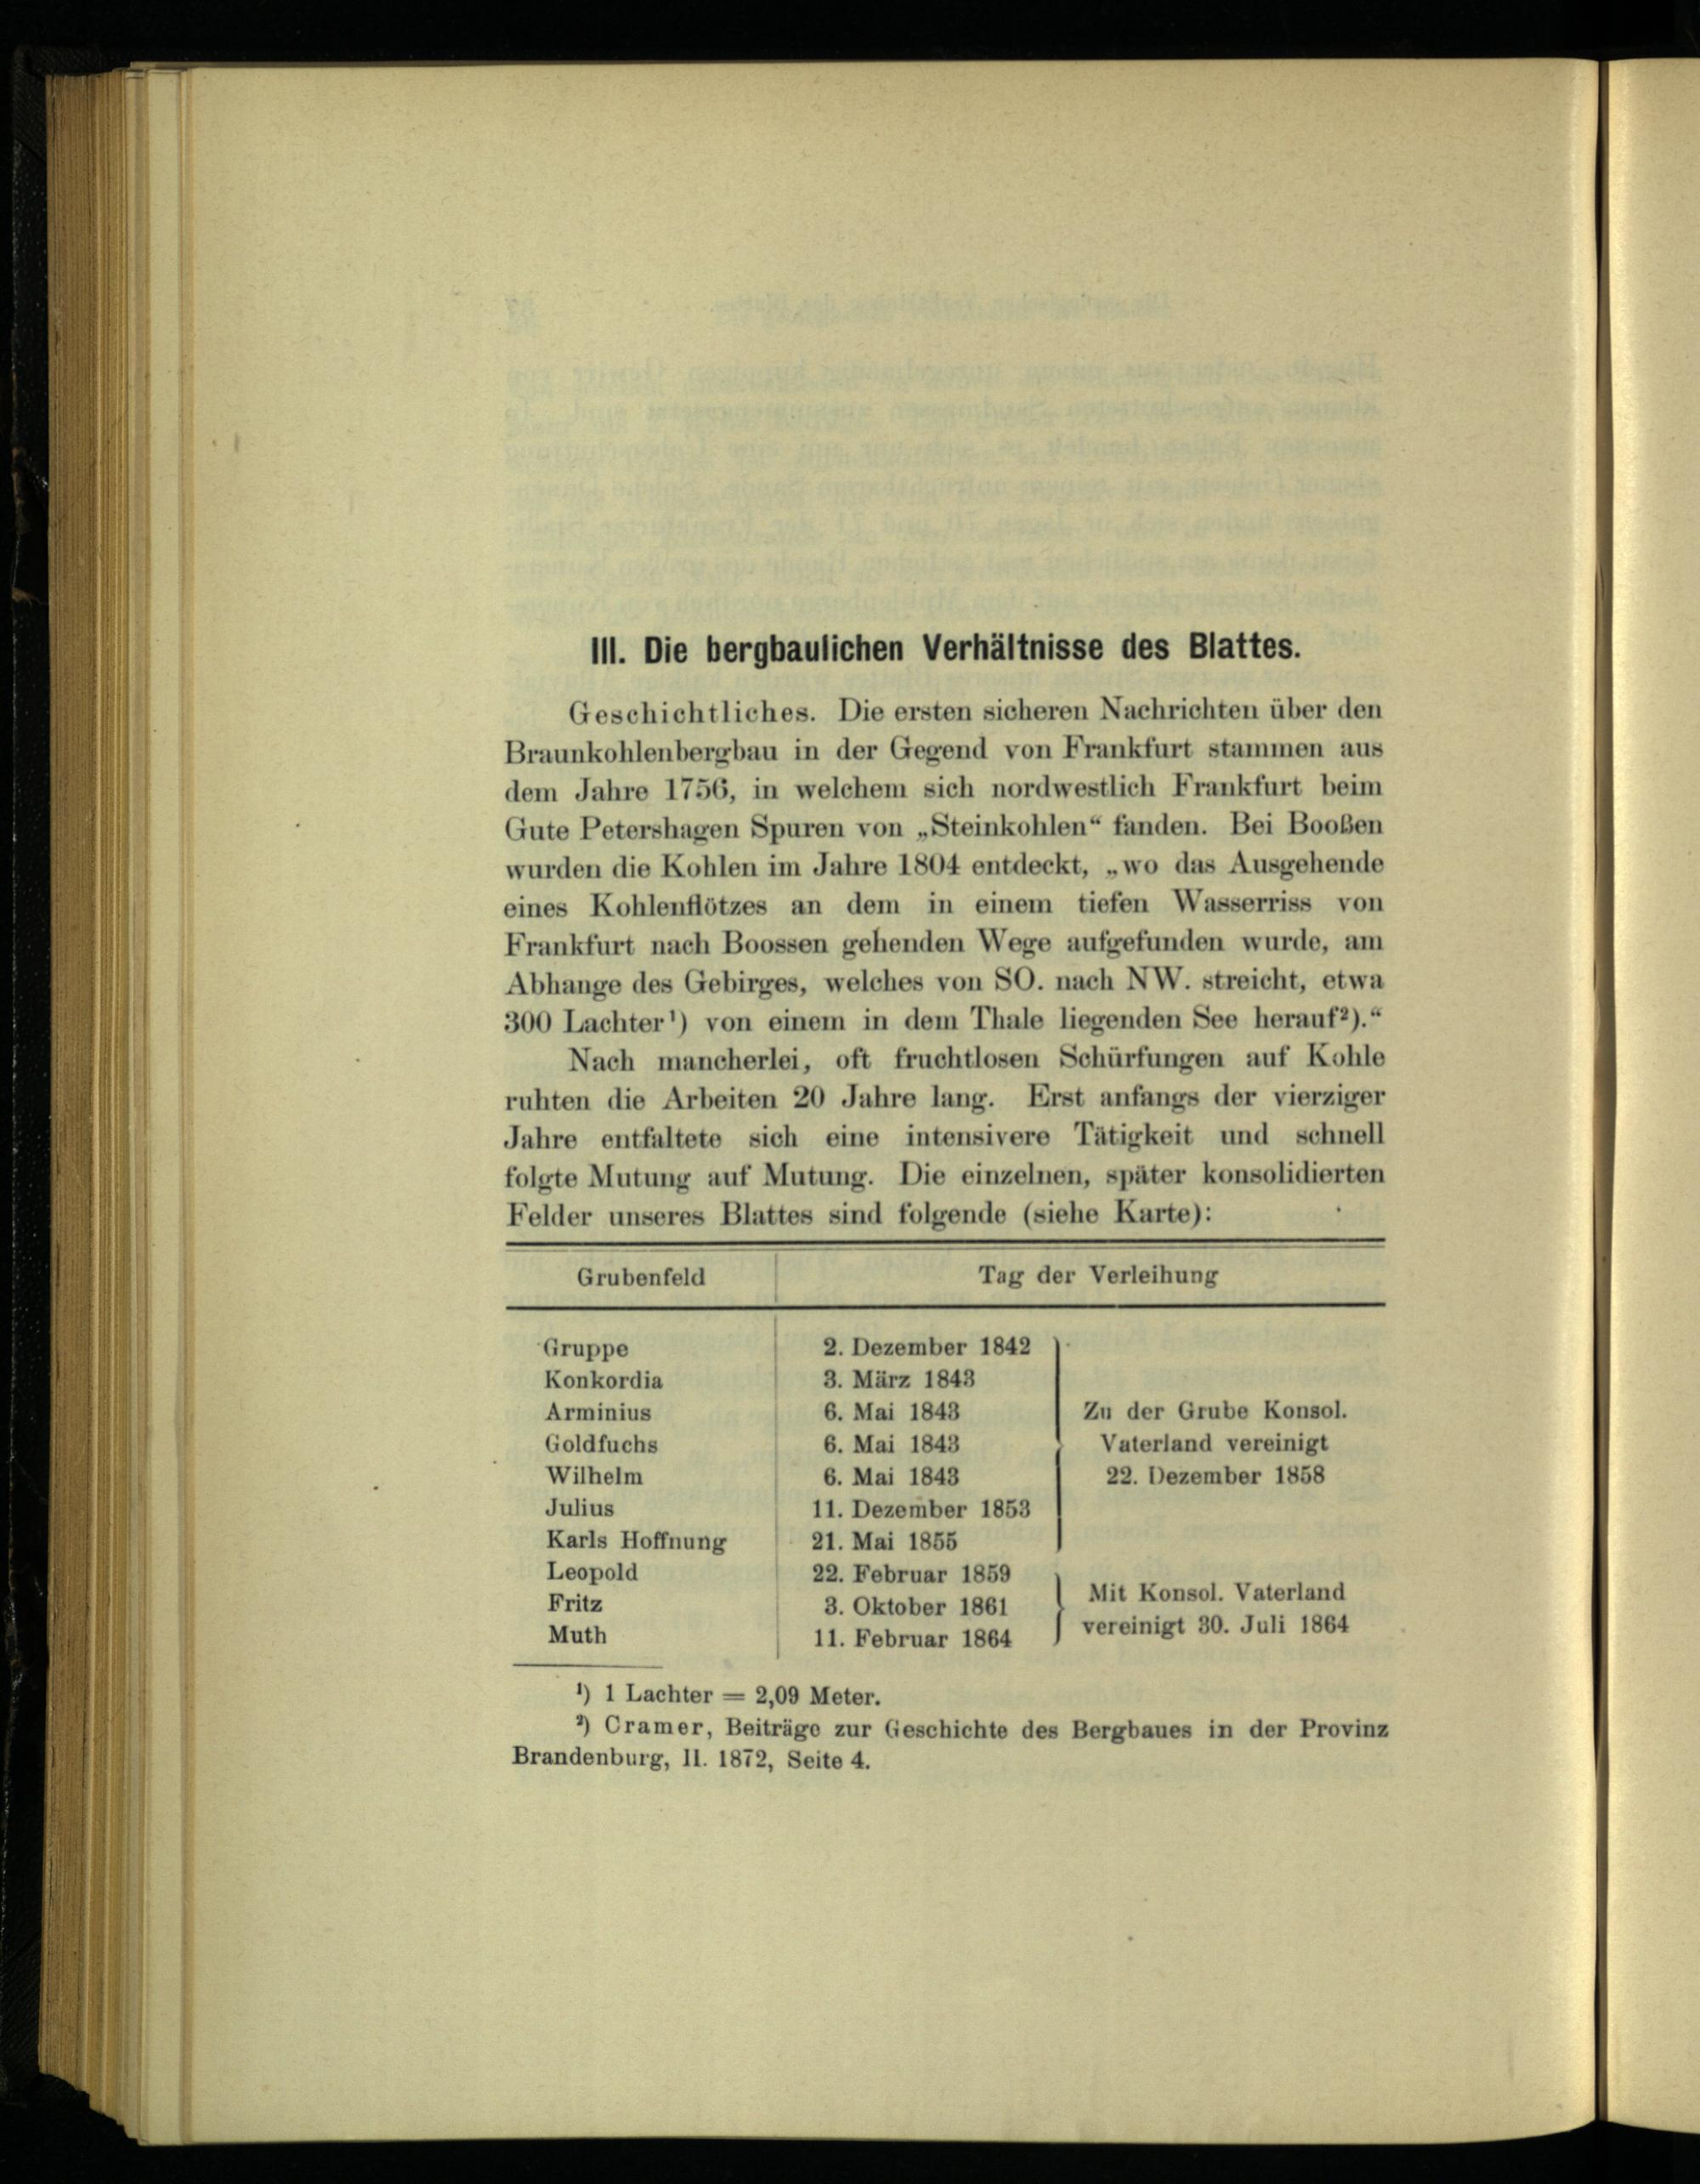 III. Die bergbaulichen Verhältnisse des Blattes.
Geschichtliches. Die ersten sicheren Nachrichten über den
Braunkohlenbergbau in der Gegend von Frankfurt stammen aus
dem Jahre 1756, in welchem sich nordwestlich Frankfurt beim
Gute Petershagen Spuren von „Steinkohlen“ fanden. Bei Booßen
wurden die Kohlen im Jahre 1804 entdeckt, „wo das Ausgehende
eines Kohlenflötzes an dem in einem tiefen Wasserriss von
Frankfurt nach Boossen gehenden Wege aufgefunden wurde, am
Abhange des Gebirges, welches von SO. nach NW. streicht, etwa
300 Lachter¹) von einem in dem Thale liegenden See herauf²).“
Nach mancherlei, oft fruchtlosen Schürfungen auf Kohle
ruhten die Arbeiten 20 Jahre lang. Erst anfangs der vierziger
Jahre entfaltete sich eine intensivere Tätigkeit und schnell
folgte Mutung auf Mutung. Die einzelnen, später konsolidierten
Felder unseres Blattes sind folgende (siehe Karte):
Grubenfeld Tag der Verleihung
Gruppe 2. Dezember 1842
Konkordia 3. März 1843
Arminius 6. Mai 1843 Zu der Grube Konsol.
Goldfuchs 6. Mai 1843 Vaterland vereinigt
Wilhelm 6. Mai 1843 22. Dezember 1858
Julius 11. Dezember 1853
Karls Hoffnung 21. Mai 1855
Leopold 22. Februar 1859
Fritz 3. Oktober 1861 Mit Konsol. Vaterland
Muth 11. Februar 1864 vereinigt 30. Juli 1864
¹) 1 Lachter = 2,09 Meter.
²) Cramer, Beiträge zur Geschichte des Bergbaues in der Provinz
Brandenburg, II. 1872, Seite 4.